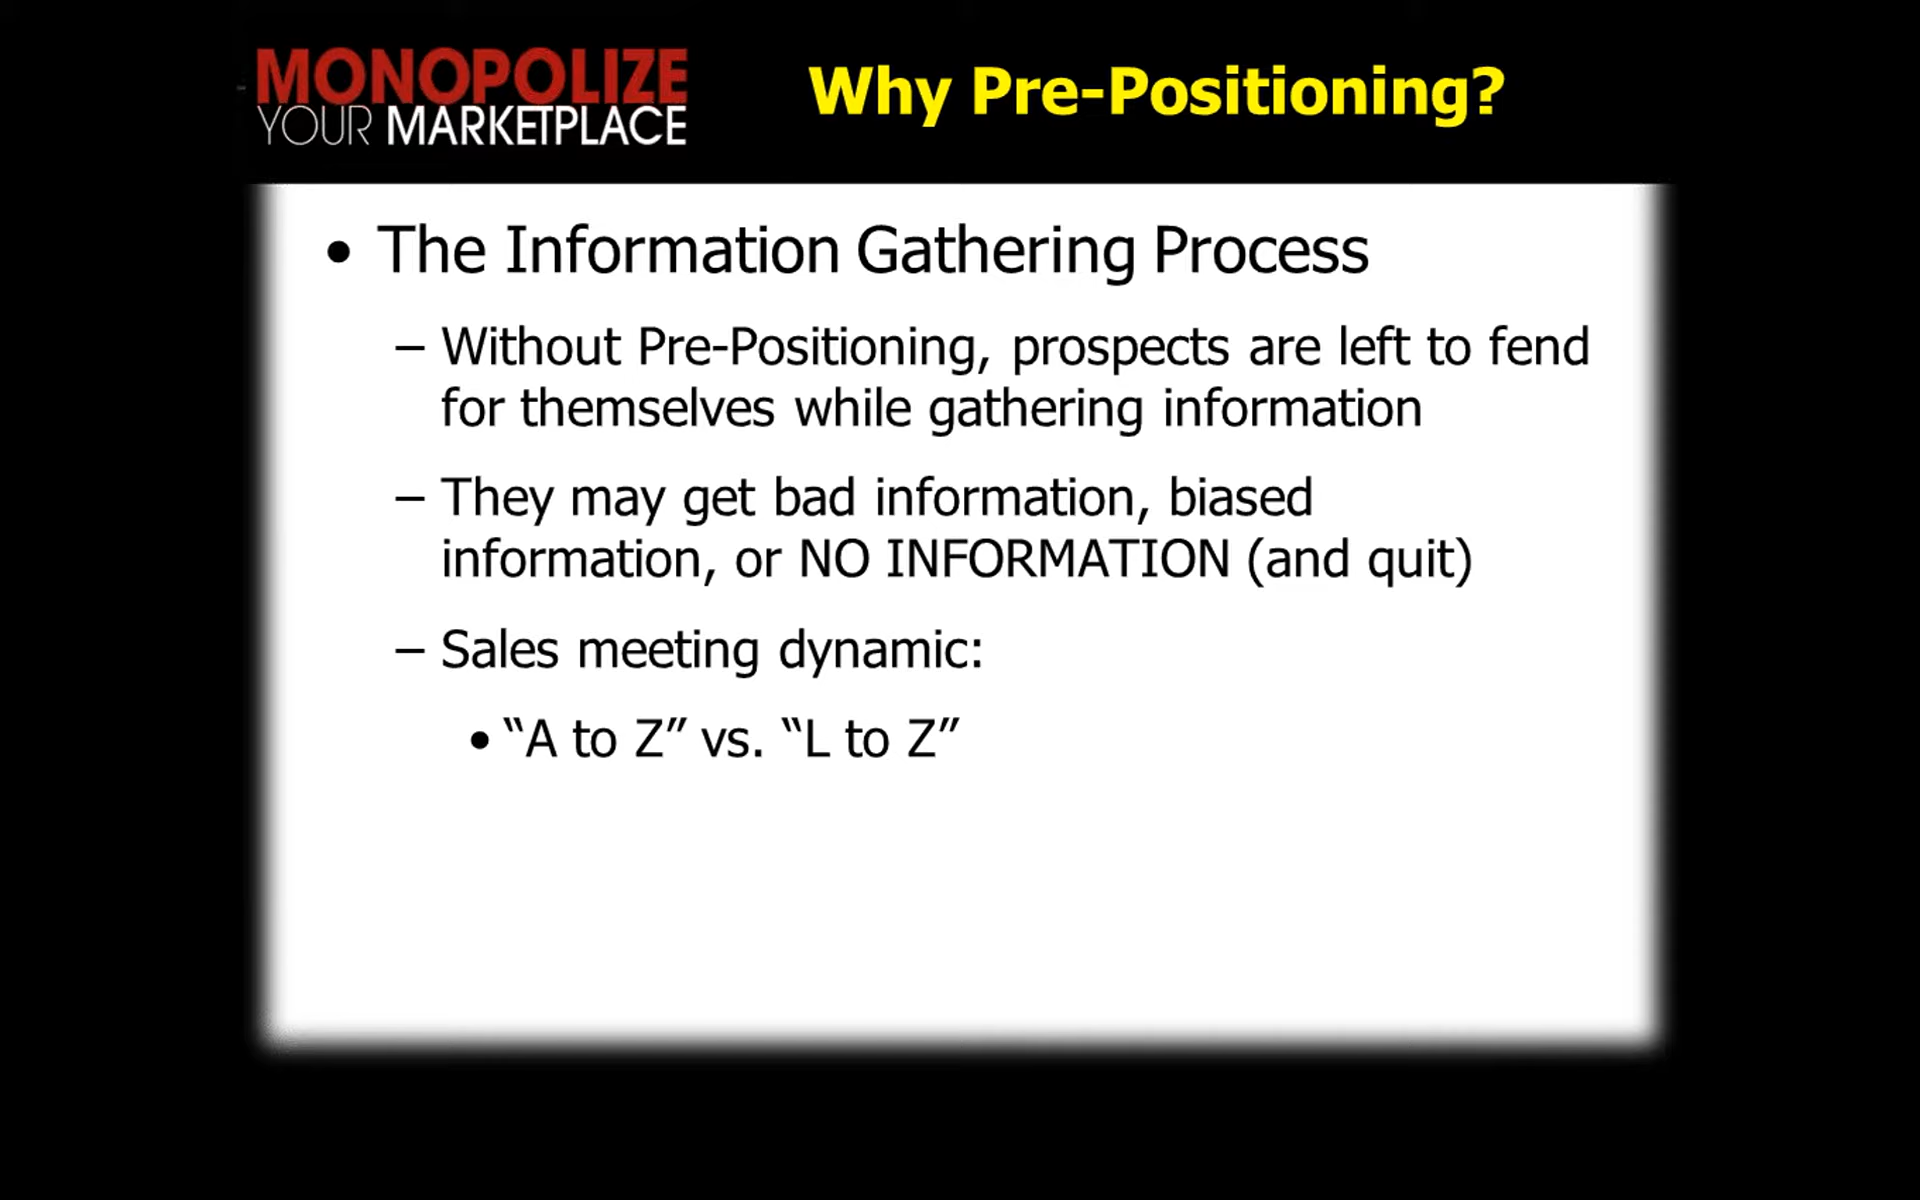 MONOPOLIZE
YOUR MARKETPLACE
Why Pre-Positioning?
• The Information Gathering Process
– Without Pre-Positioning, prospects are left to fend
for themselves while gathering information
– They may get bad information, biased
information, or NO INFORMATION (and quit)
– Sales meeting dynamic:
• “A to Z” vs. “L to Z”